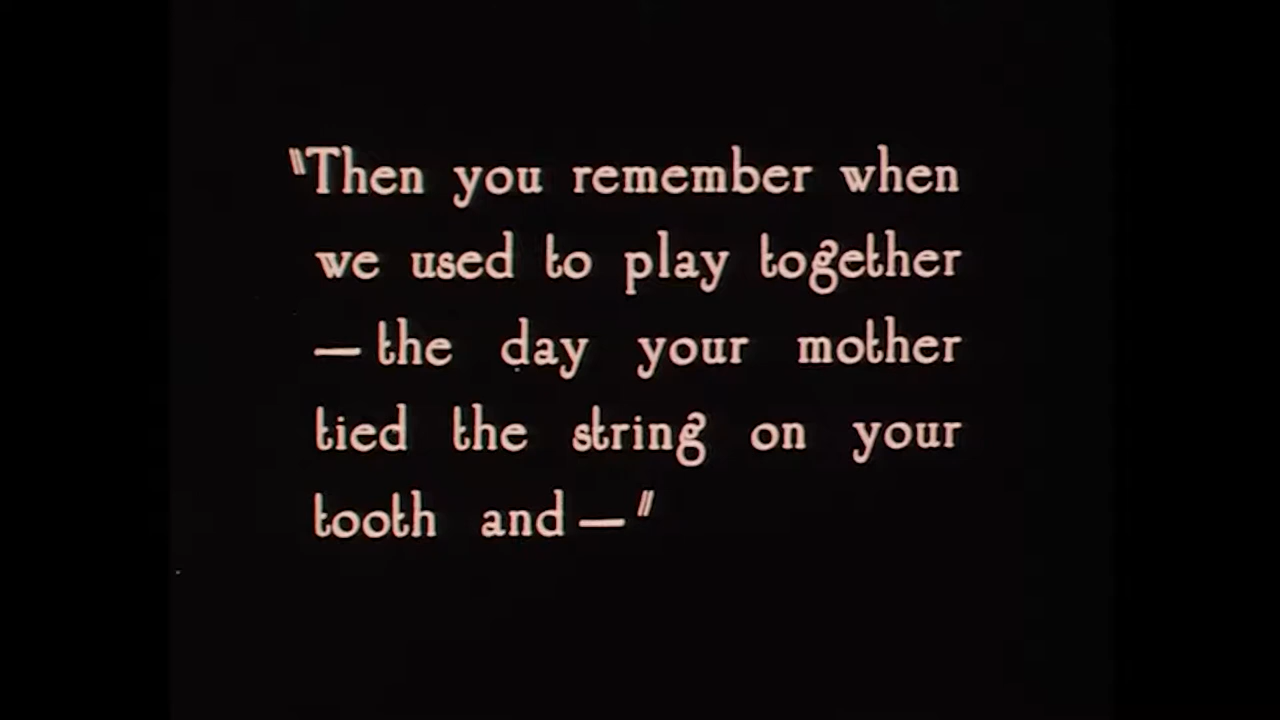 "Then you remember when
we used to play together
— the day your mother
tied the string on your
tooth and — "